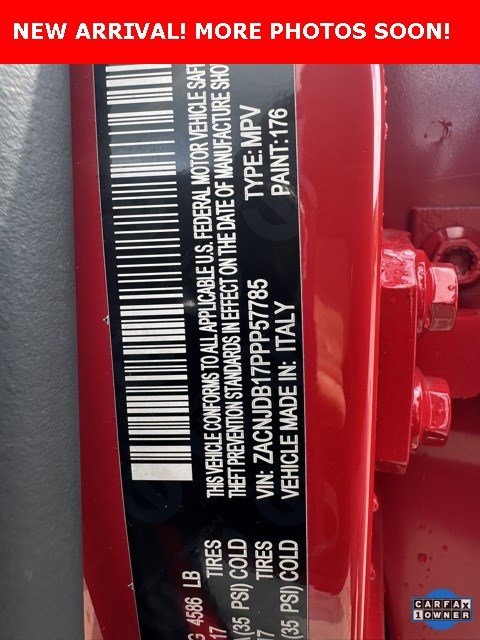 NEW ARRIVAL! MORE PHOTOS SOON!
G 4586 LB
THIS VEHICLE CONFORMS TO ALL APPLICABLE U.S. FEDERAL MOTOR VEHICLE SAF
THEFT PREVENTION STANDARDS IN EFFECT ON THE DATE OF MANUFACTURE SHO
VIN: ZACNJDB17PPP57785 TYPE: MPV
VEHICLE MADE IN: ITALY PAINT:176
17 TIRES
(35 PSI) COLD
17 TIRES
(35 PSI) COLD
CARFAX
1 OWNER